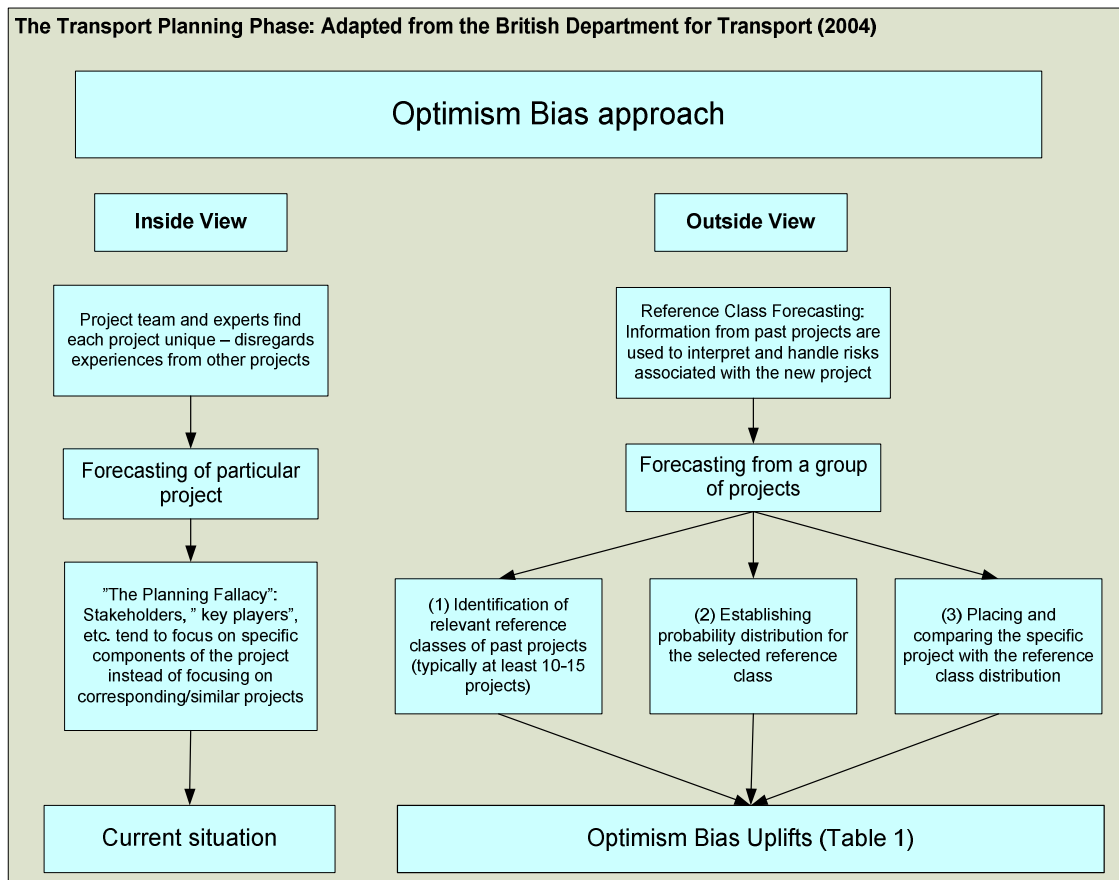 The Transport Planning Phase: Adapted from the British Department for Transport (2004)
Optimism Bias approach
Inside View
Project team and experts find
each project unique – disregards
experiences from other projects
Forecasting of particular
project
”The Planning Fallacy”:
Stakeholders, ” key players”,
etc. tend to focus on specific
components of the project
instead of focusing on
corresponding/similar projects
Current situation
Outside View
Reference Class Forecasting:
Information from past projects are
used to interpret and handle risks
associated with the new project
Forecasting from a group
of projects
(1) Identification of
relevant reference
classes of past projects
(typically at least 10-15
projects)
(2) Establishing
probability distribution for
the selected reference
class
(3) Placing and
comparing the specific
project with the reference
class distribution
Optimism Bias Uplifts (Table 1)